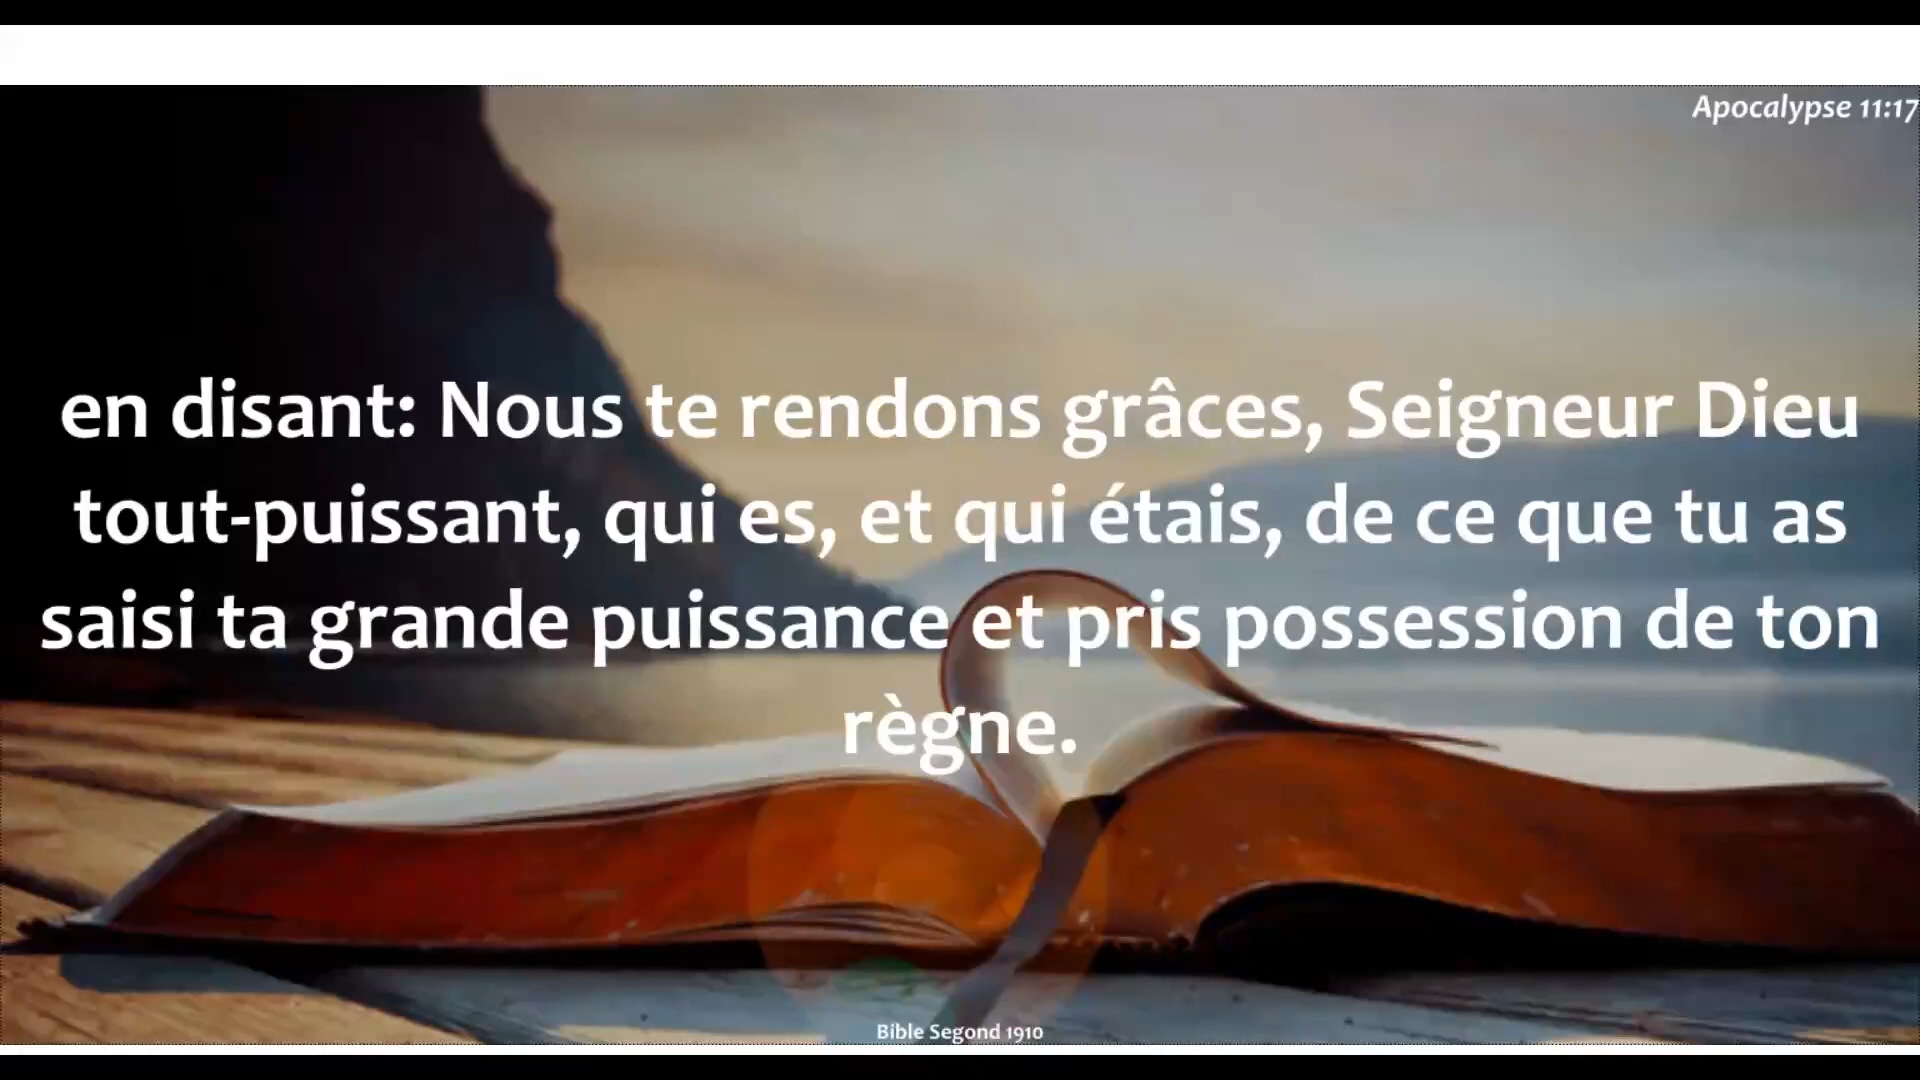 Apocalypse 11:17
en disant: Nous te rendons grâces, Seigneur Dieu
tout-puissant, qui es, et qui étais, de ce que tu as
saisi ta grande puissance et pris possession de ton
règne.
Bible Segond 1910